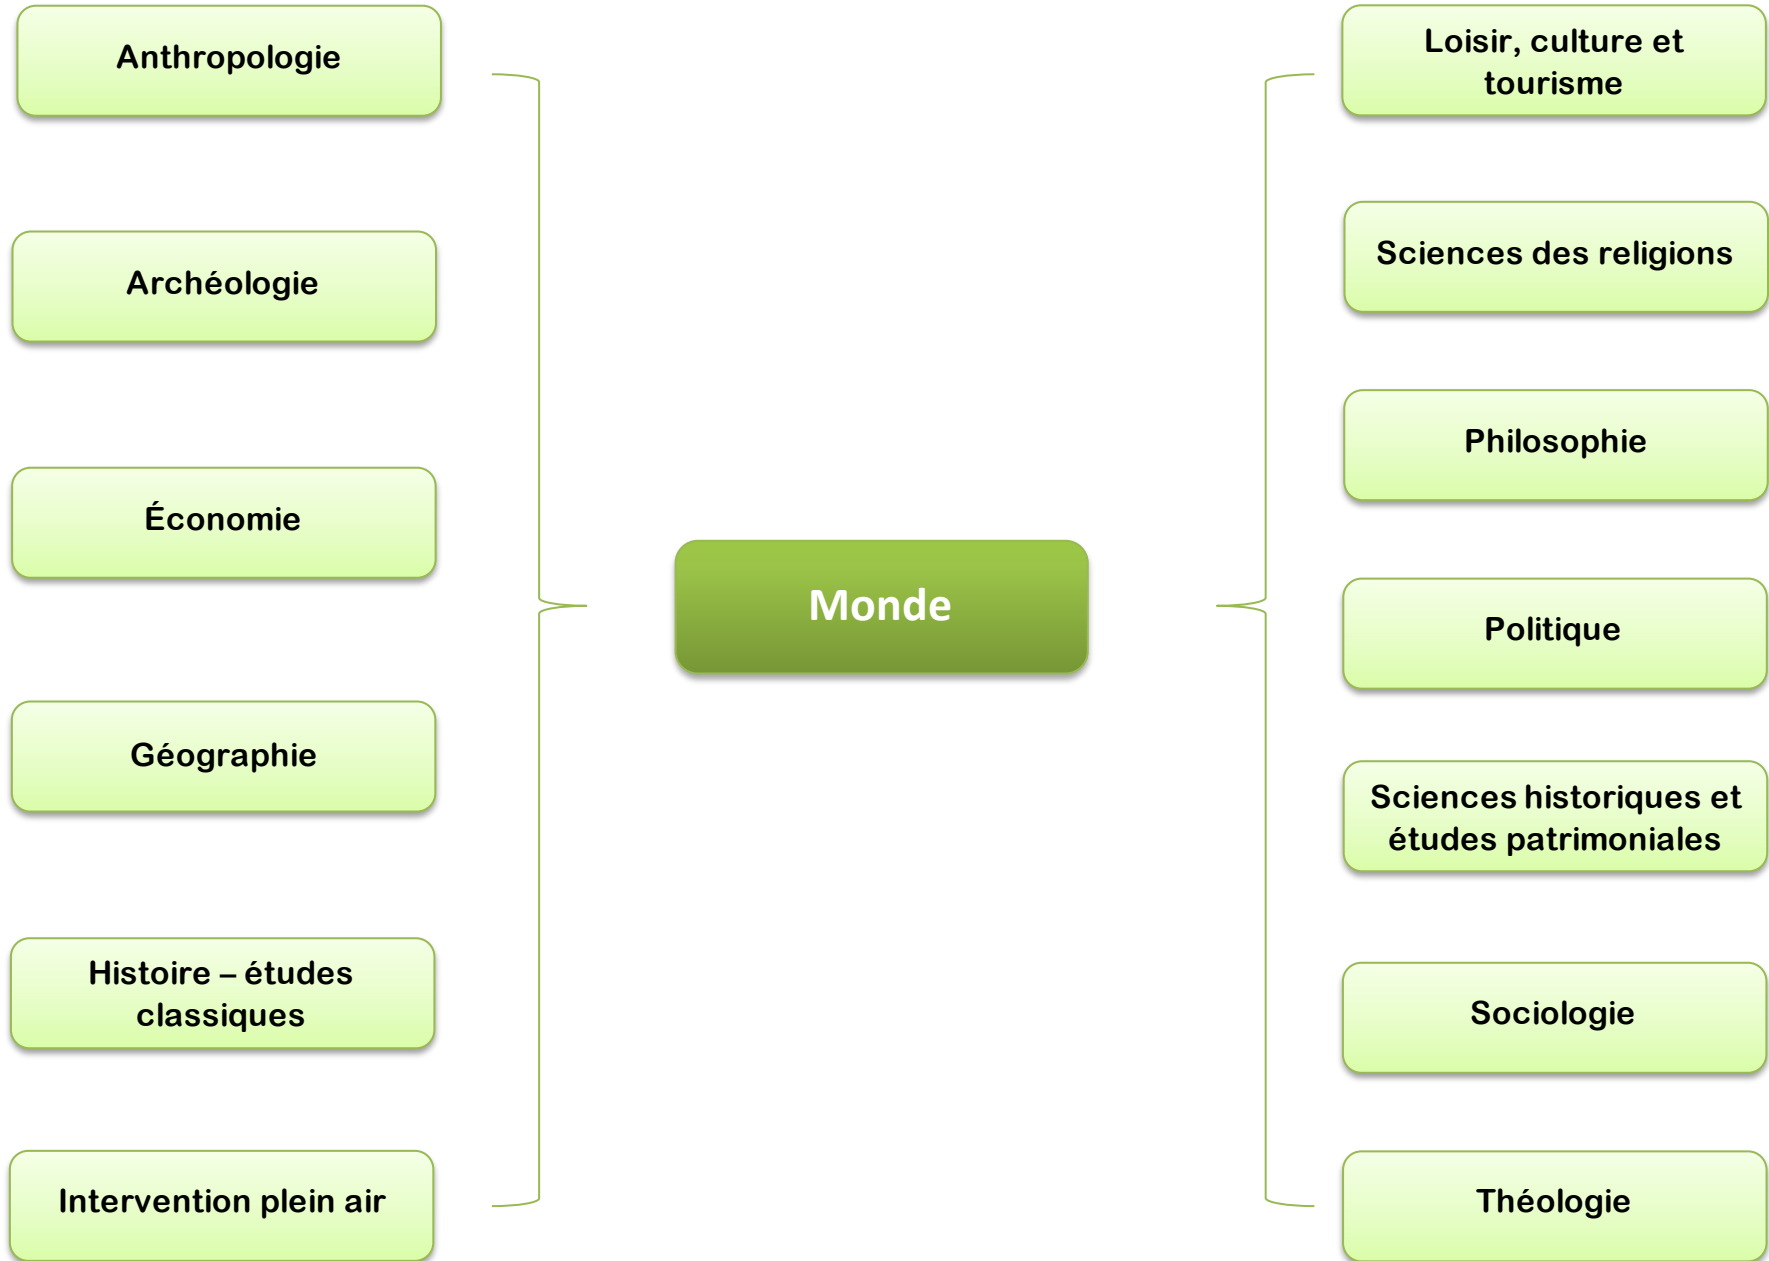 Anthropologie
Archéologie
Économie
Géographie
Histoire – études
classiques
Intervention plein air
Monde
Loisir, culture et
tourisme
Sciences des religions
Philosophie
Politique
Sciences historiques et
études patrimoniales
Sociologie
Théologie